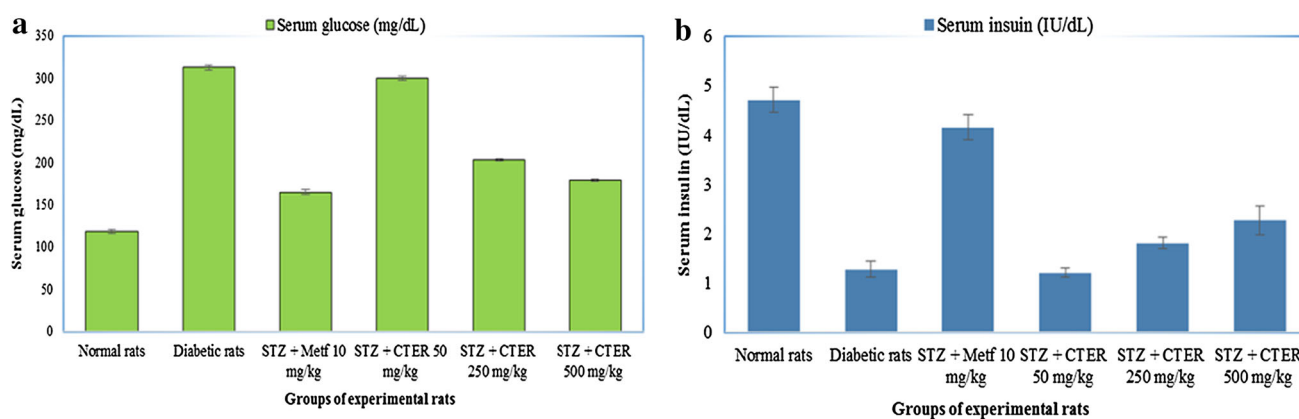 a
Serum glucose (mg/dL)
Serum glucose (mg/dL)
350
300
250
200
150
100
50
0
Normal rats
Diabetic rats
STZ + Metf 10
mg/kg
STZ + CTER 50
mg/kg
STZ + CTER
250 mg/kg
STZ + CTER
500 mg/kg
Groups of experimental rats
b
Serum insuin (IU/dL)
Serum insulin (IU/dL)
6
5
4
3
2
1
0
Normal rats
Diabetic rats
STZ + Metf 10
mg/kg
STZ + CTER
50 mg/kg
STZ + CTER
250 mg/kg
STZ + CTER
500 mg/kg
Groups of experimental rats